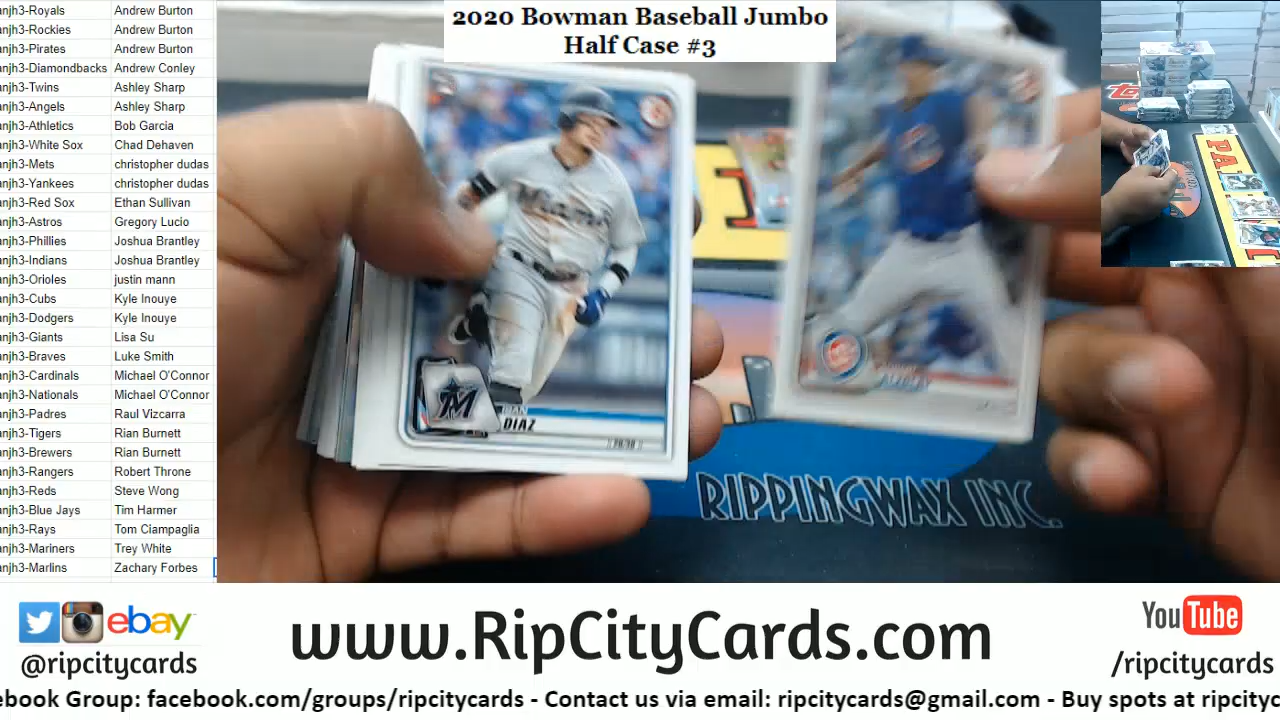 2020 Bowman Baseball Jumbo
Half Case #3
anjh3-Royals Andrew Burton
anjh3-Rockies Andrew Burton
anjh3-Pirates Andrew Burton
anjh3-Diamondbacks Andrew Conley
anjh3-Twins Ashley Sharp
anjh3-Angels Ashley Sharp
anjh3-Athletics Bob Garcia
anjh3-White Sox Chad Dehaven
anjh3-Mets christopher dudas
anjh3-Yankees christopher dudas
anjh3-Red Sox Ethan Sullivan
anjh3-Astros Gregory Lucio
anjh3-Phillies Joshua Brantley
anjh3-Indians Joshua Brantley
anjh3-Orioles justin mann
anjh3-Cubs Kyle Inouye
anjh3-Dodgers Kyle Inouye
anjh3-Giants Lisa Su
anjh3-Braves Luke Smith
anjh3-Cardinals Michael O'Connor
anjh3-Nationals Michael O'Connor
anjh3-Padres Raul Vizcarra
anjh3-Tigers Rian Burnett
anjh3-Brewers Rian Burnett
anjh3-Rangers Robert Throne
anjh3-Reds Steve Wong
anjh3-Blue Jays Tim Harmer
anjh3-Rays Tom Ciampaglia
anjh3-Mariners Trey White
anjh3-Marlins Zachary Forbes
M
DIAZ
RIPPINGWAX INC.
ebay
@ripcitycards
www.RipCityCards.com
YouTube
/ripcitycards
ebook Group: facebook.com/groups/ripcitycards - Contact us via email: ripcitycards@gmail.com - Buy spots at ripcityc